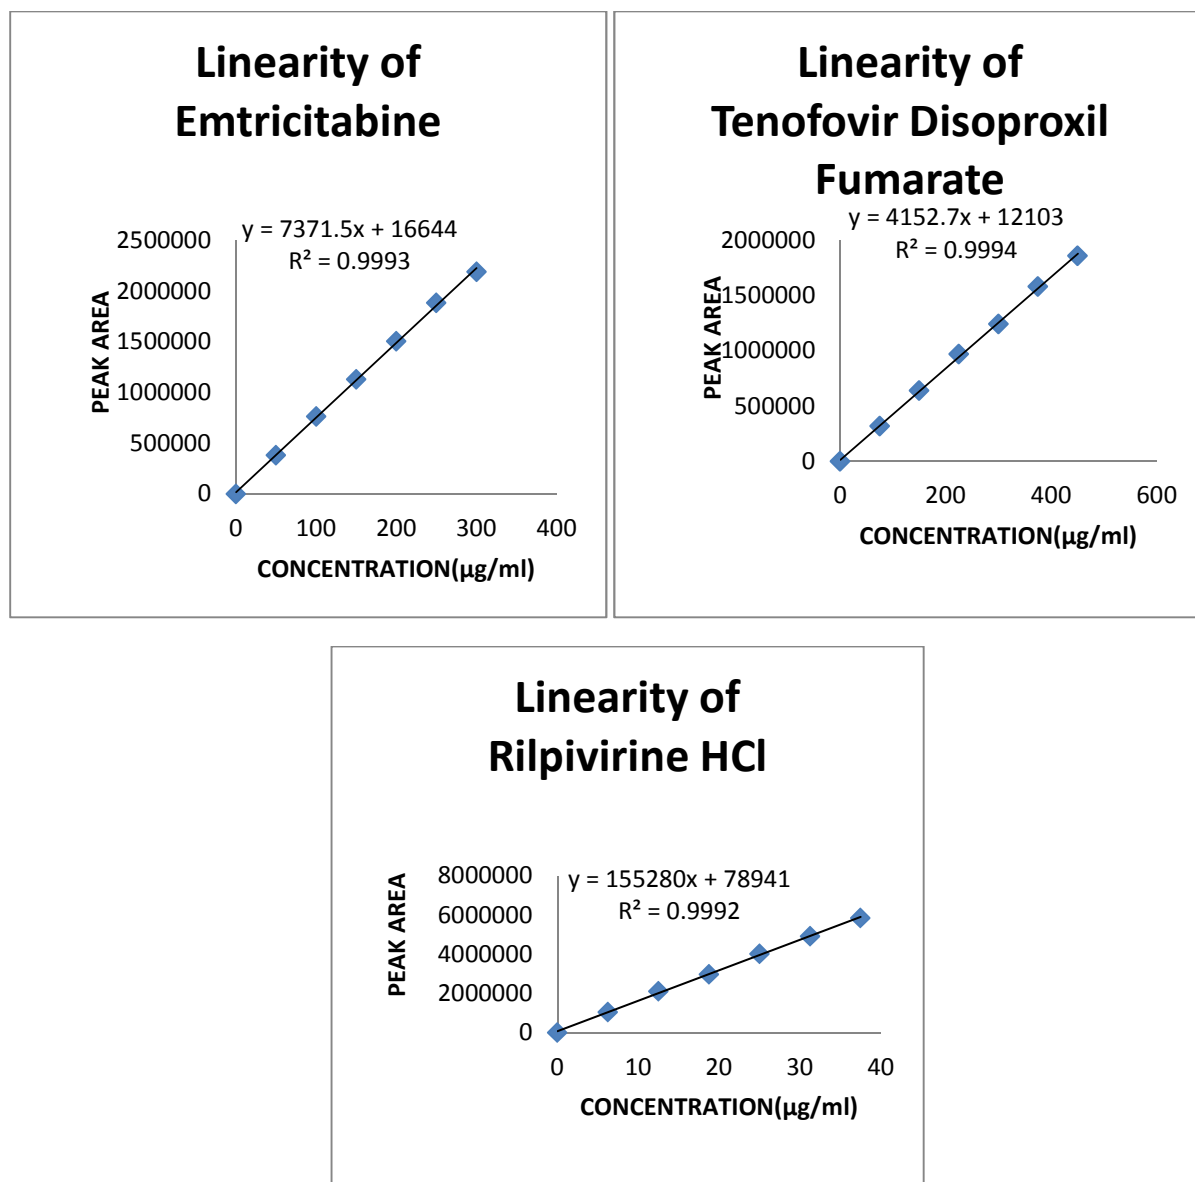 Linearity of
Emtricitabine
y = 7371.5x + 16644
R² = 0.9993
2500000
2000000
1500000
1000000
500000
0
PEAK AREA
0 100 200 300 400
CONCENTRATION(µg/ml)
Linearity of
Tenofovir Disoproxil
Fumarate
y = 4152.7x + 12103
R² = 0.9994
2000000
1500000
1000000
500000
0
PEAK AREA
0 200 400 600
CONCENTRATION(µg/ml)
Linearity of
Rilpivirine HCl
y = 155280x + 78941
R² = 0.9992
8000000
6000000
4000000
2000000
0
PEAK AREA
0 10 20 30 40
CONCENTRATION(µg/ml)